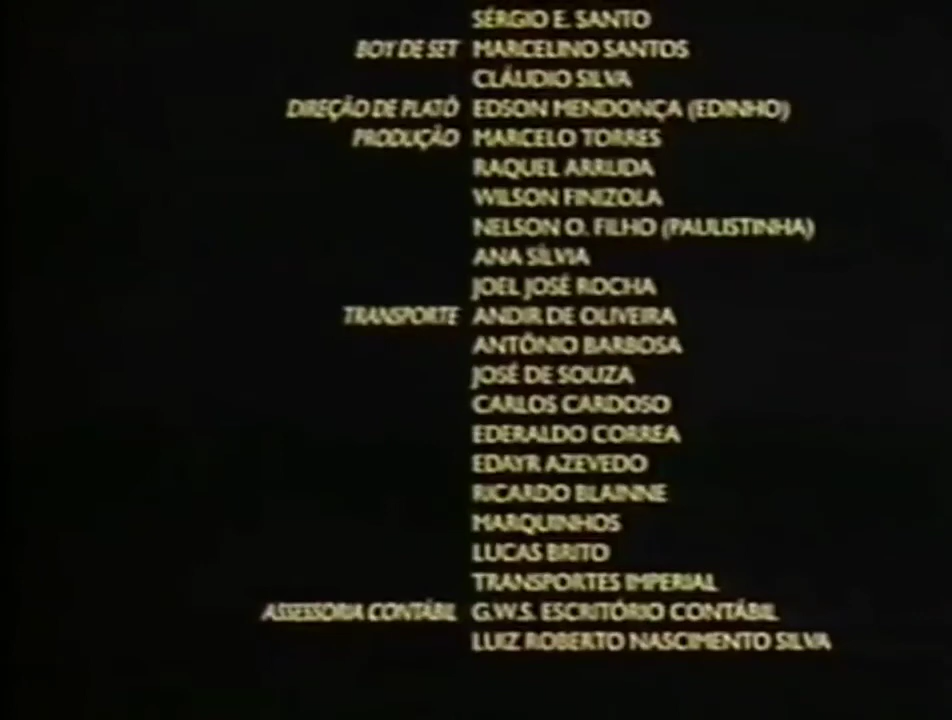 SÉRGIO E. SANTO
BOY DE SET MARCELINO SANTOS
CLÁUDIO SILVA
DIREÇÃO DE PLATÔ EDSON MENDONÇA (EDINHO)
PRODUÇÃO MARCELO TORRES
RAQUEL ARRUDA
WILSON FINIZOLA
NELSON O. FILHO (PAULISTINHA)
ANA SÍLVIA
JOEL JOSÉ ROCHA
TRANSPORTE ANDIR DE OLIVEIRA
ANTÔNIO BARBOSA
JOSÉ DE SOUZA
CARLOS CARDOSO
EDERALDO CORREA
EDAYR AZEVEDO
RICARDO BLAINNE
MARQUINHOS
LUCAS BRITO
TRANSPORTES IMPERIAL
ASSESSORIA CONTÁBIL G.W.S. ESCRITÓRIO CONTÁBIL
LUIZ ROBERTO NASCIMENTO SILVA